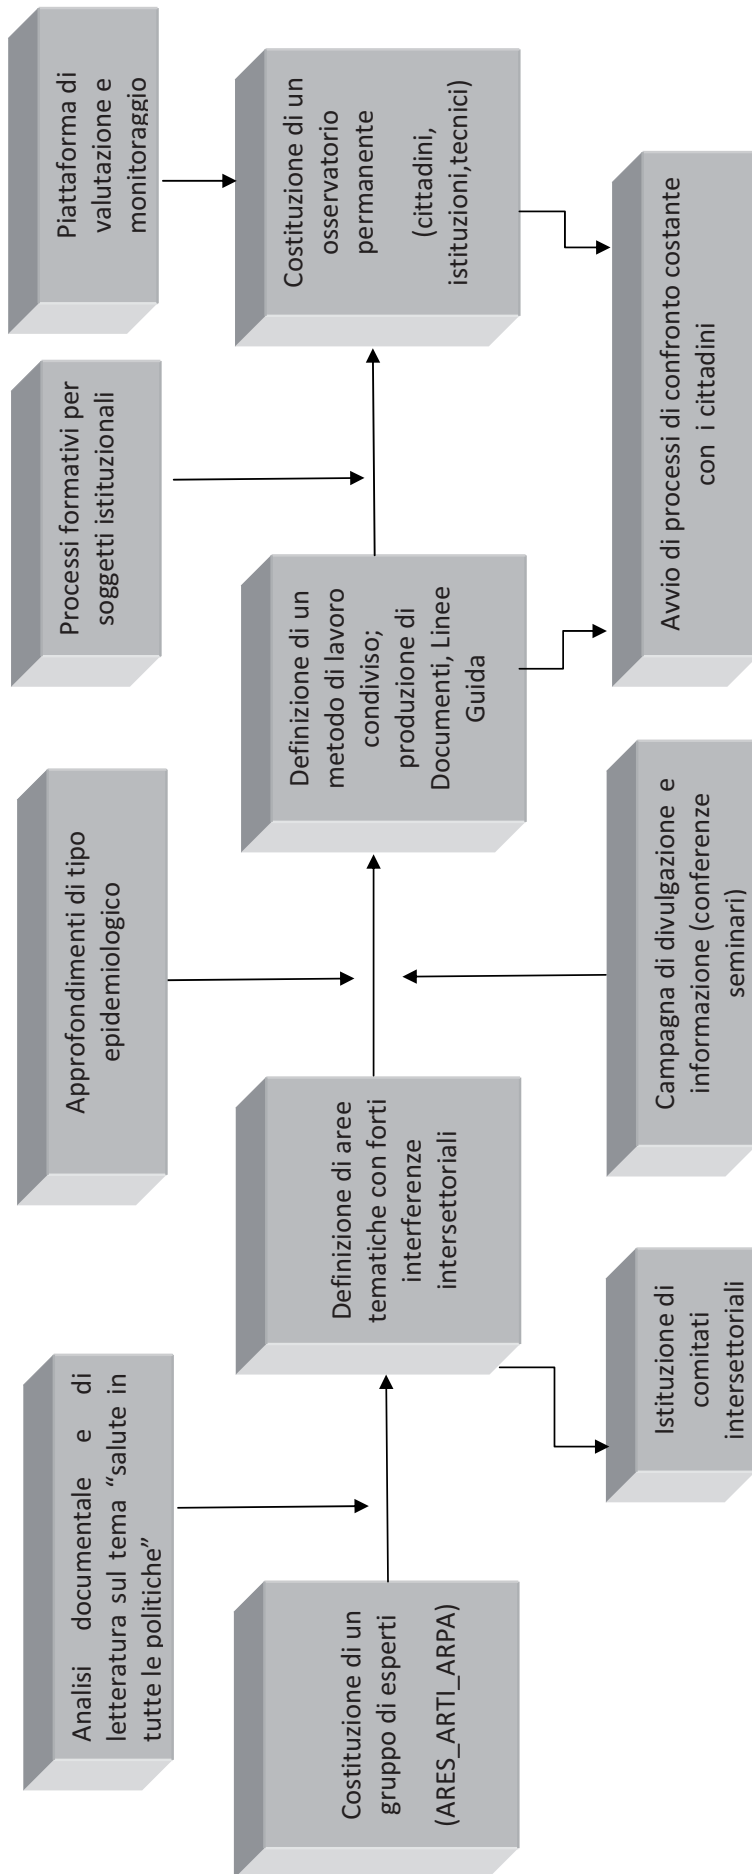 Analisi documentale e di
letteratura sul tema “salute in
tutte le politiche”
Approfondimenti di tipo
epidemiologico
Processi formativi per
soggetti istituzionali
Piattaforma di
valutazione e
monitoraggio
Costituzione di un
gruppo di esperti
(ARES_ARTI_ARPA)
Definizione di aree
tematiche con forti
interferenze
intersettoriali
Definizione di un
metodo di lavoro
condiviso;
produzione di
Documenti, Linee
Guida
Costituzione di un
osservatorio
permanente
(cittadini,
istituzioni,tecnici)
Istituzione di
comitati
intersettoriali
Campagna di divulgazione e
informazione (conferenze
seminari)
Avvio di processi di confronto costante
con i cittadini